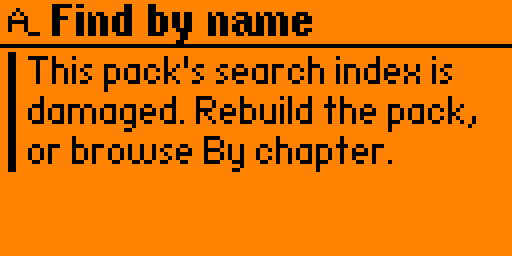 A_ Find by name
This pack's search index is
damaged. Rebuild the pack,
or browse By chapter.